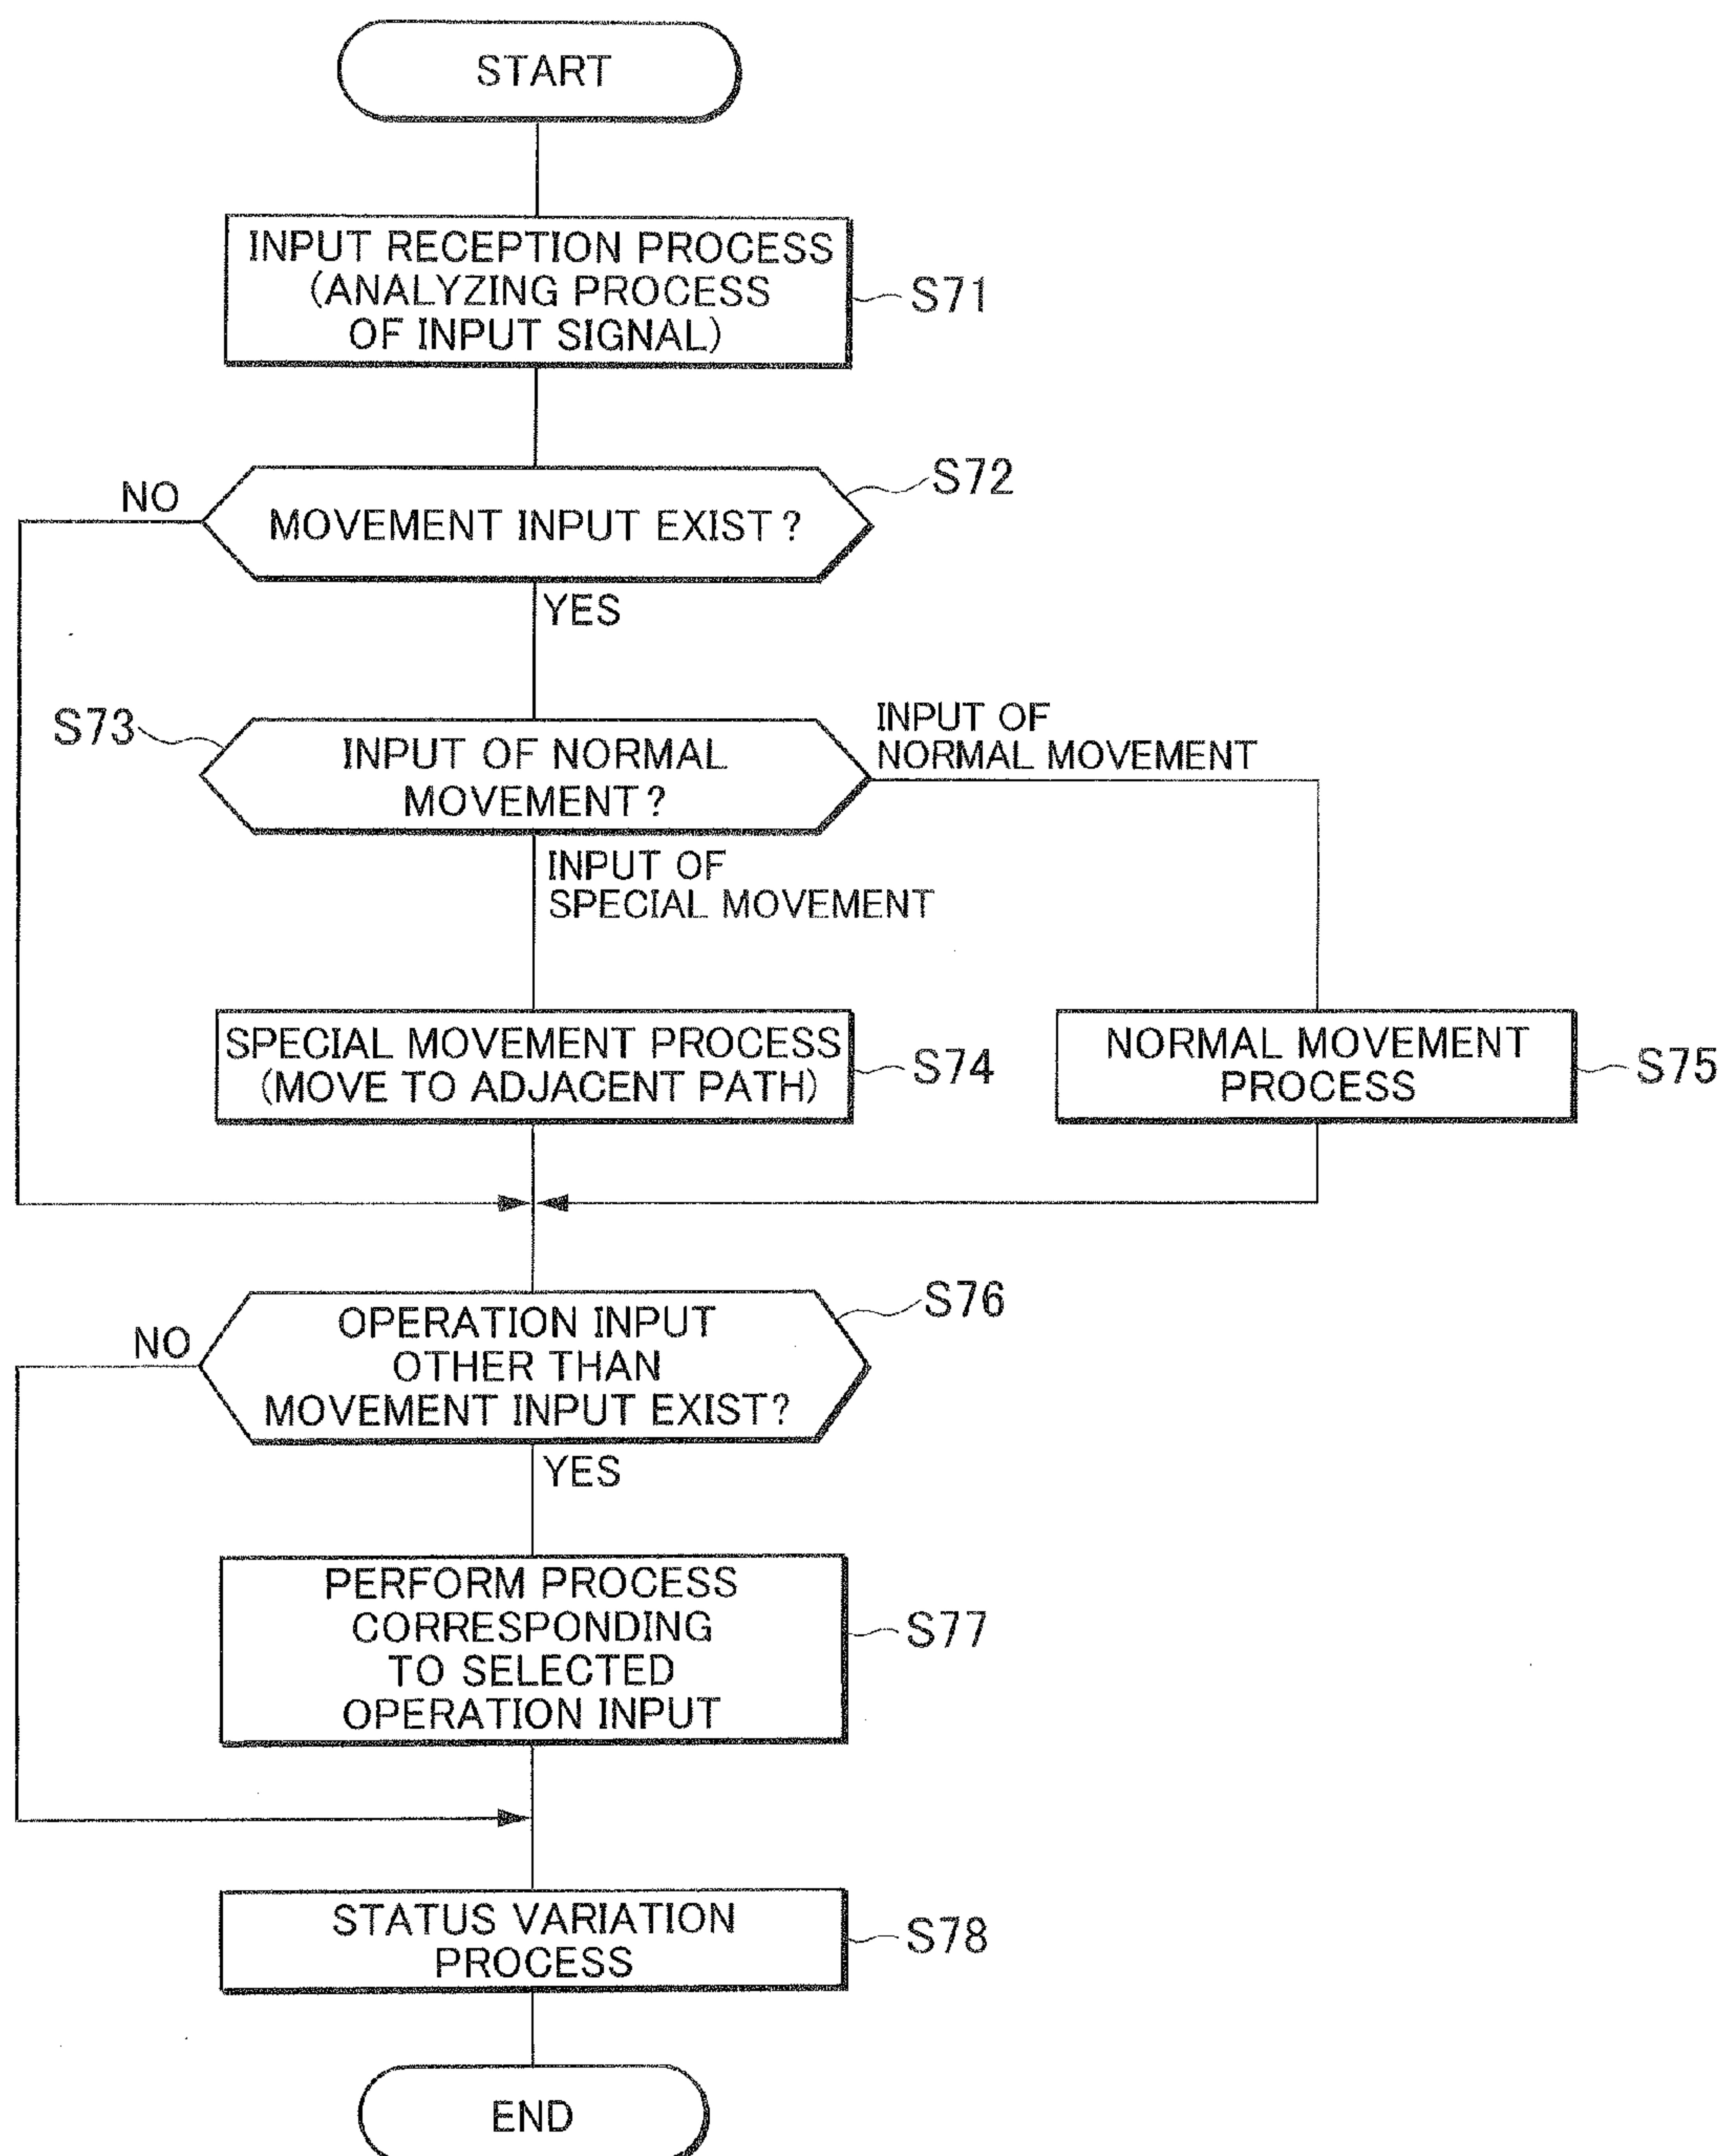 START
INPUT RECEPTION PROCESS
(ANALYZING PROCESS
OF INPUT SIGNAL)
S71
S72
NO
MOVEMENT INPUT EXIST?
YES
S73
INPUT OF NORMAL
MOVEMENT?
INPUT OF
NORMAL MOVEMENT
INPUT OF
SPECIAL MOVEMENT
SPECIAL MOVEMENT PROCESS
(MOVE TO ADJACENT PATH)
S74
NORMAL MOVEMENT
PROCESS
S75
S76
NO
OPERATION INPUT
OTHER THAN
MOVEMENT INPUT EXIST?
YES
PERFORM PROCESS
CORRESPONDING
TO SELECTED
OPERATION INPUT
S77
STATUS VARIATION
PROCESS
S78
END